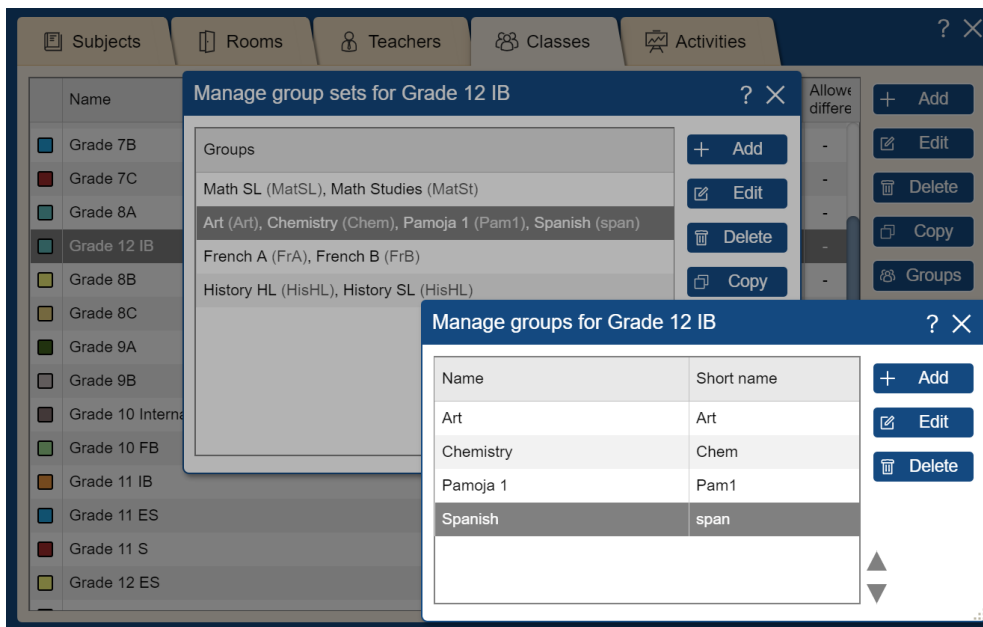 Subjects
Rooms
Teachers
Classes
Activities
?
Name
Allowe
differe
Grade 7B
-
Grade 7C
-
Grade 8A
-
Grade 12 IB
-
Grade 8B
-
Grade 8C
Grade 9A
Grade 9B
Grade 10 Interna
Grade 10 FB
Grade 11 IB
Grade 11 ES
Grade 11 S
Grade 12 ES
+ Add
Edit
Delete
Copy
Groups
Manage group sets for Grade 12 IB
?
Groups
Math SL (MatSL), Math Studies (MatSt)
Art (Art), Chemistry (Chem), Pamoja 1 (Pam1), Spanish (span)
French A (FrA), French B (FrB)
History HL (HisHL), History SL (HisHL)
+ Add
Edit
Delete
Copy
Manage groups for Grade 12 IB
?
Name Short name
Art Art
Chemistry Chem
Pamoja 1 Pam1
Spanish span
+ Add
Edit
Delete